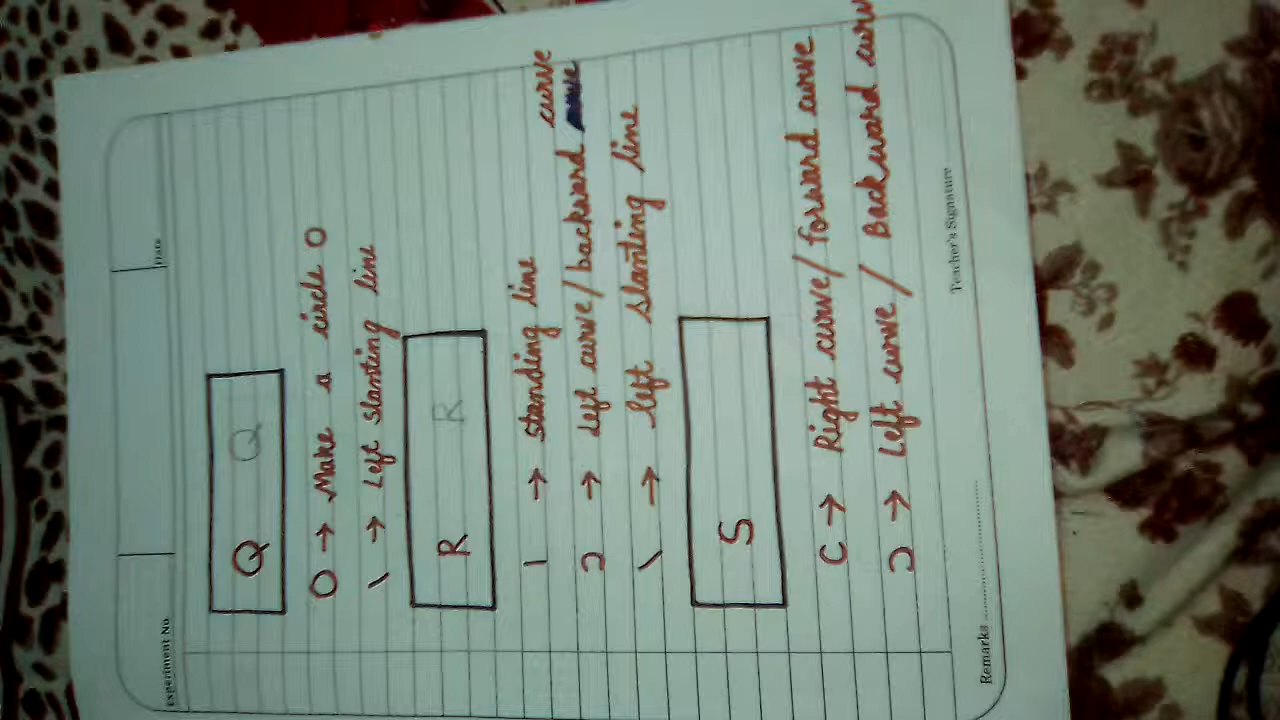 Experiment No. Date
Q Q
O → Make a circle O
\ → Left slanting line
R R
| → standing line
Ɔ → Left curve/backward curve
\ → left slanting line
S
C → Right curve/forward curve
Ɔ → Left curve / Backward curv
Teacher's Signature
Remarks